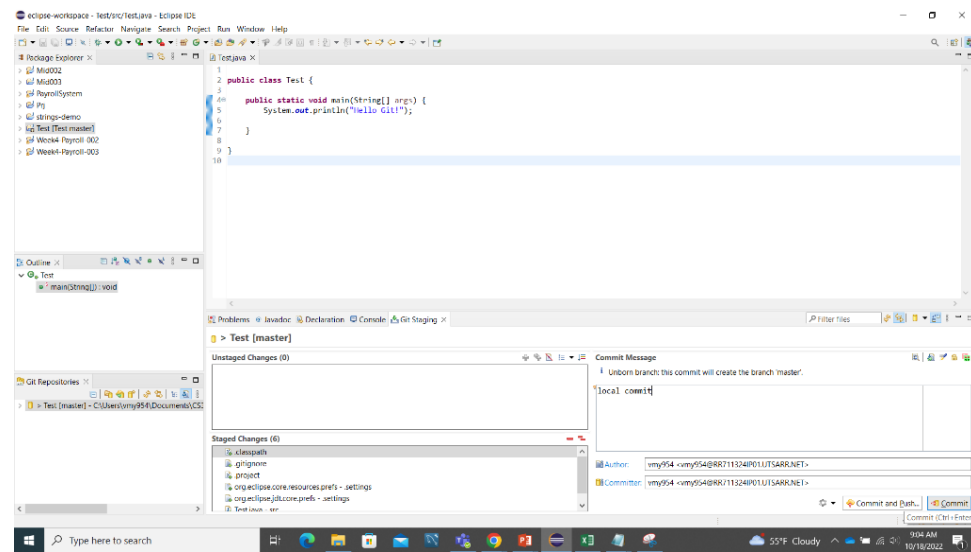 eclipse-workspace - Test/src/Test.java - Eclipse IDE
File Edit Source Refactor Navigate Search Project Run Window Help
Package Explorer
Mid002
Mid003
PayrollSystem
Prj
strings-demo
Test [Test master]
Week4-Payroll-002
Week4-Payroll-003
Test.java
1
2 public class Test {
3
4 public static void main(String[] args) {
5 System.out.println("Hello Git!");
6
7 }
8
9 }
10
Outline
Test
main(String[]) : void
Git Repositories
> Test [master] - C:\Users\vmy954\Documents\CS3
Problems Javadoc Declaration Console Git Staging
Filter files
> Test [master]
Unstaged Changes (0)
Staged Changes (6)
.classpath
.gitignore
.project
org.eclipse.core.resources.prefs - .settings
org.eclipse.jdt.core.prefs - .settings
Test.java - src
Commit Message
Unborn branch: this commit will create the branch 'master'.
local commit
Author: vmy954 <vmy954@RR711324IP01.UTSARR.NET>
Committer: vmy954 <vmy954@RR711324IP01.UTSARR.NET>
Commit and Push... Commit
Commit (Ctrl+Enter
Type here to search
55°F Cloudy
9:04 AM
10/18/2022